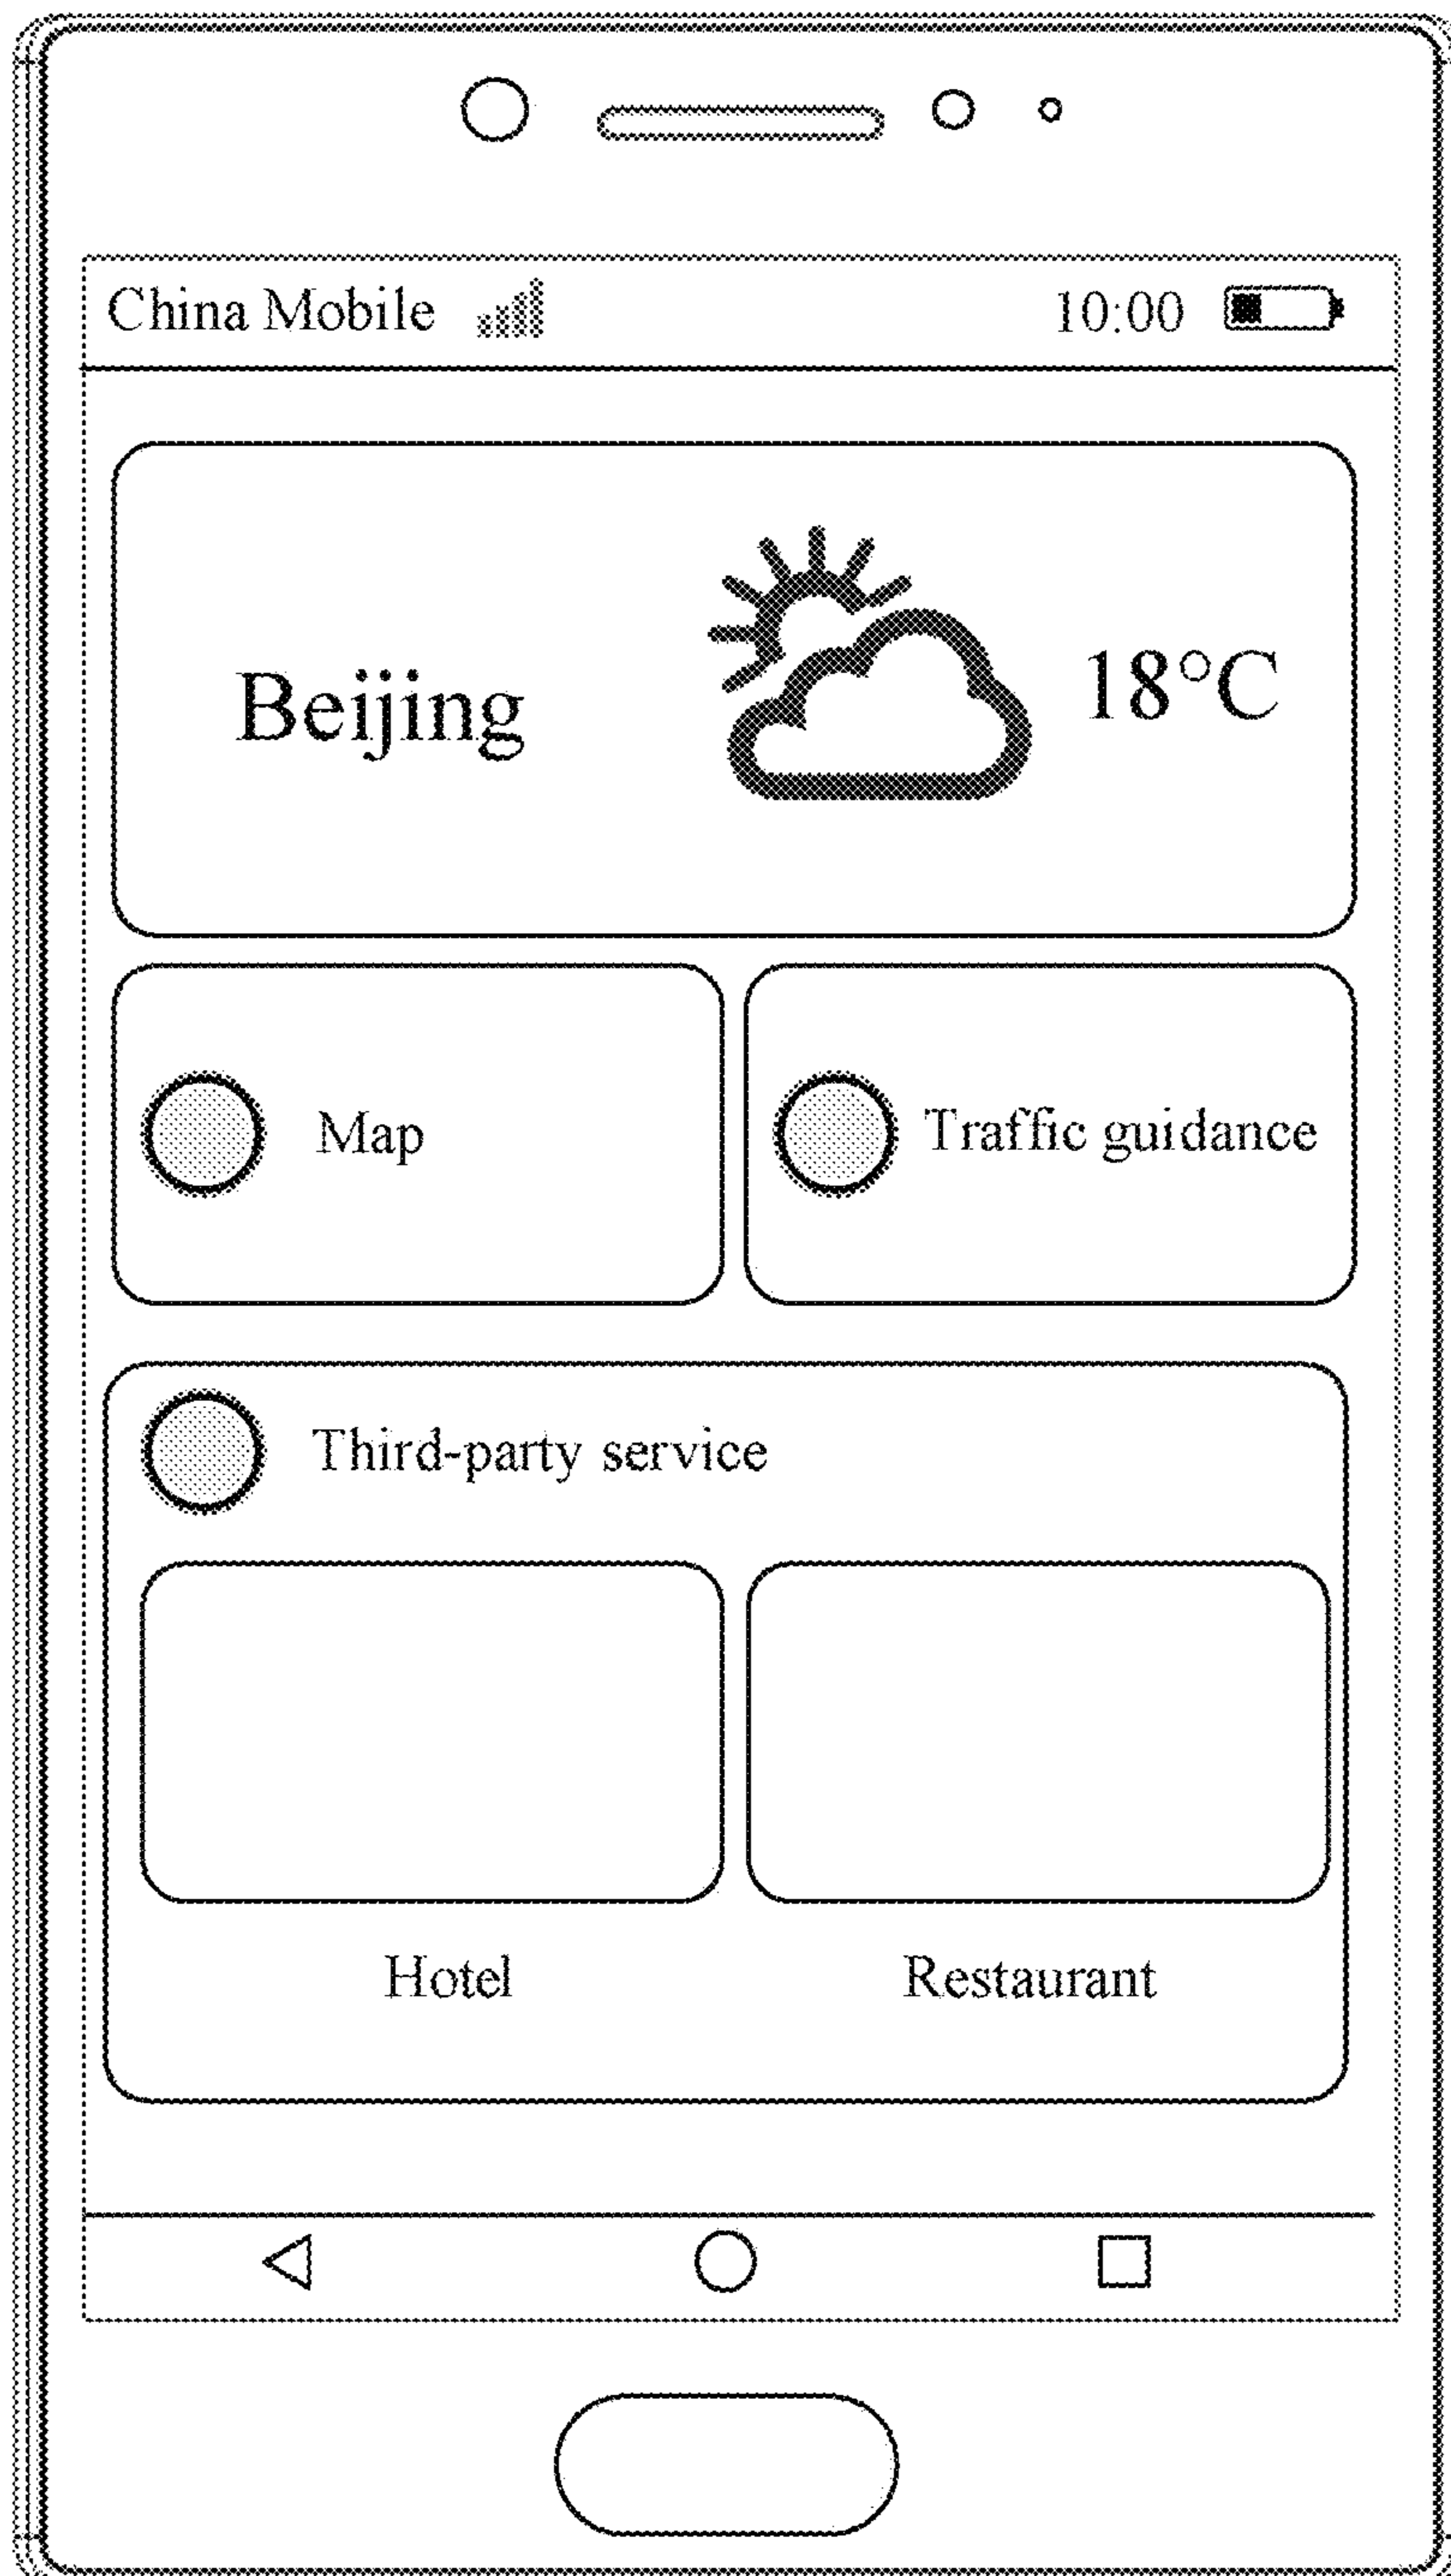 China Mobile 10:00
Beijing 18°C
Map Traffic guidance
Third-party service
Hotel Restaurant